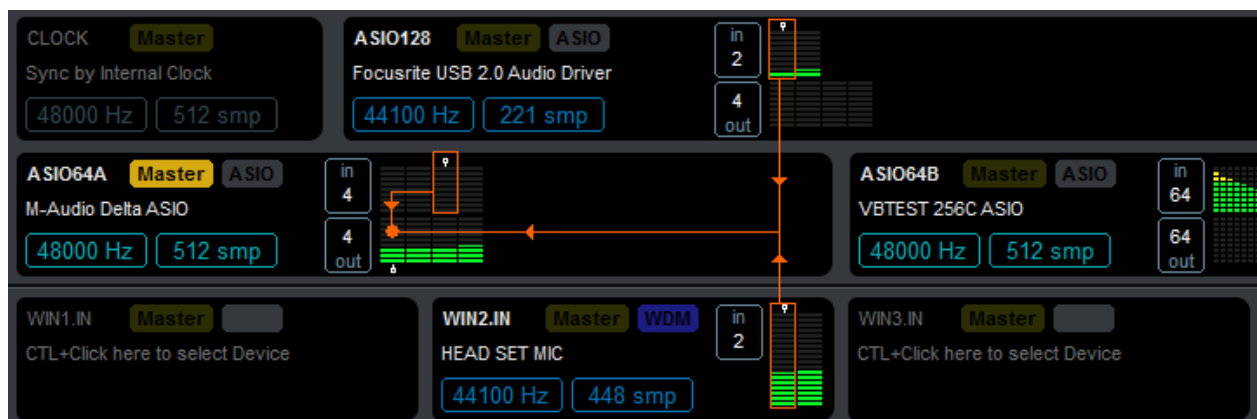 CLOCK Master
Sync by Internal Clock
48000 Hz 512 smp
ASIO128 Master ASIO
Focusrite USB 2.0 Audio Driver
44100 Hz 221 smp
in
2
4
out
ASIO64A Master ASIO
M-Audio Delta ASIO
48000 Hz 512 smp
in
4
4
out
ASIO64B Master ASIO
VBTEST 256C ASIO
48000 Hz 512 smp
in
64
64
out
WIN1.IN Master
CTL+Click here to select Device
WIN2.IN Master WDM
HEAD SET MIC
44100 Hz 448 smp
in
2
WIN3.IN Master
CTL+Click here to select Device